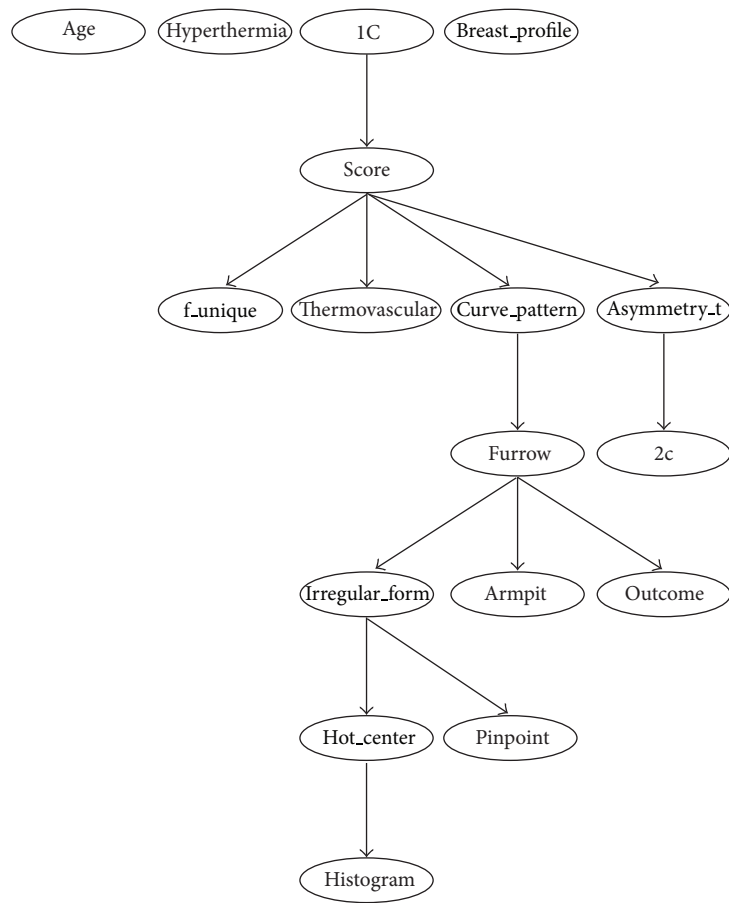 Age
Hyperthermia
1C
Breast_profile
Score
f_unique
Thermovascular
Curve_pattern
Asymmetry_t
Furrow
2c
Irregular_form
Armpit
Outcome
Hot_center
Pinpoint
Histogram